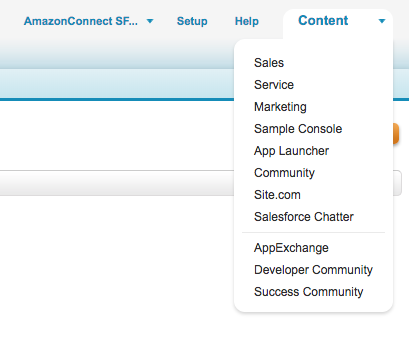 AmazonConnect SF... Setup Help Content
Sales
Service
Marketing
Sample Console
App Launcher
Community
Site.com
Salesforce Chatter
AppExchange
Developer Community
Success Community